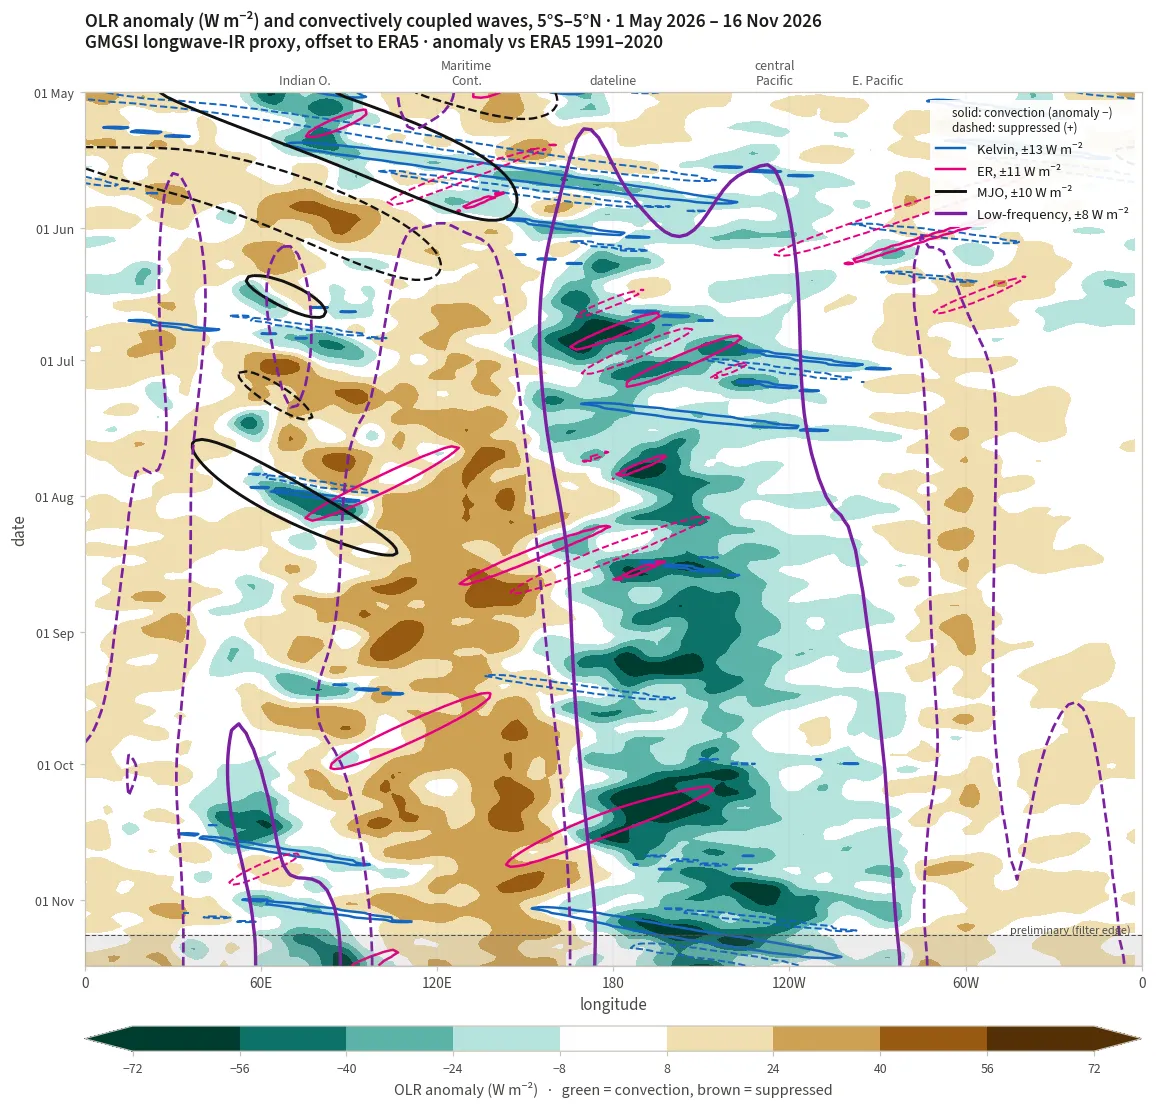 OLR anomaly (W m⁻²) and convectively coupled waves, 5°S–5°N · 1 May 2026 – 16 Nov 2026
GMGSI longwave-IR proxy, offset to ERA5 · anomaly vs ERA5 1991–2020
Indian O.
Maritime
Cont.
dateline
central
Pacific
E. Pacific
solid: convection (anomaly −)
dashed: suppressed (+)
Kelvin, ±13 W m⁻²
ER, ±11 W m⁻²
MJO, ±10 W m⁻²
Low-frequency, ±8 W m⁻²
date
01 May
01 Jun
01 Jul
01 Aug
01 Sep
01 Oct
01 Nov
preliminary (filter edge)
0
60E
120E
180
120W
60W
0
longitude
−72
−56
−40
−24
−8
8
24
40
56
72
OLR anomaly (W m⁻²) · green = convection, brown = suppressed